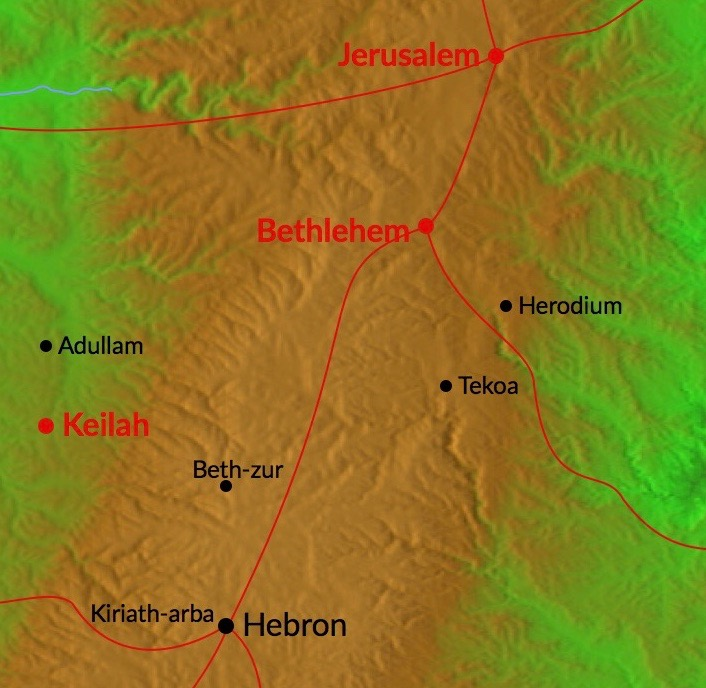 Jerusalem
Bethlehem
Herodium
Adullam
Tekoa
Keilah
Beth-zur
Kiriath-arba
Hebron